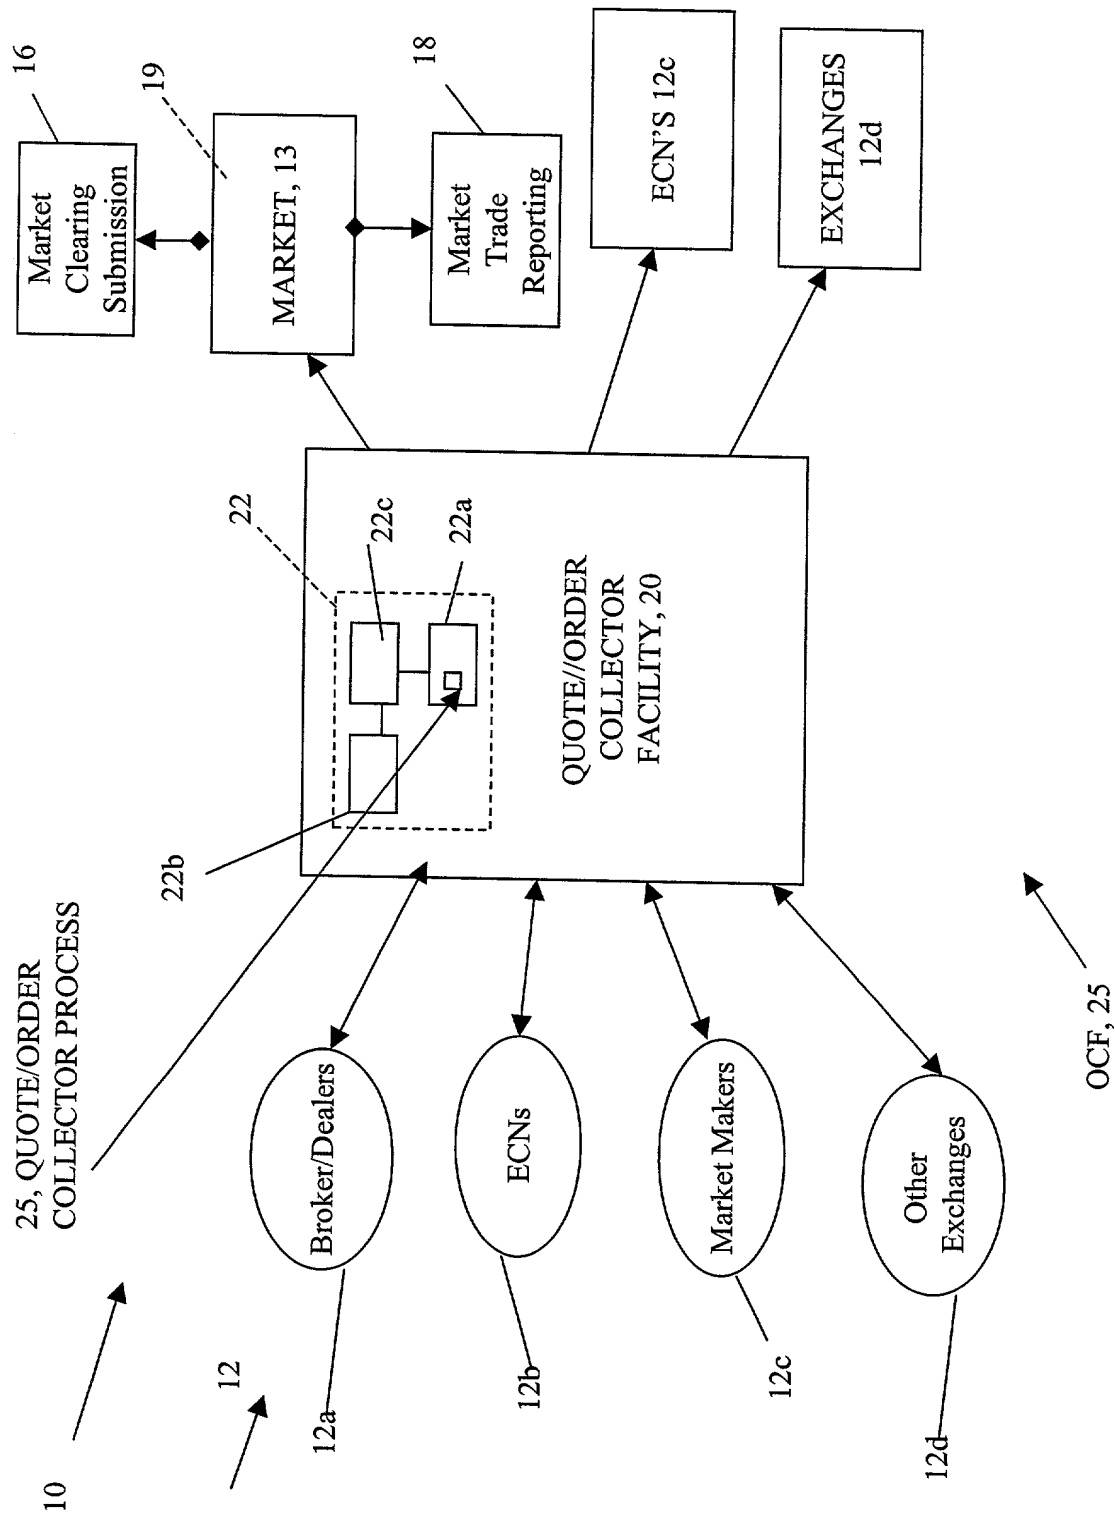 10
25, QUOTE/ORDER
COLLECTOR PROCESS
12
12a
Broker/Dealers
12b
ECNs
12c
Market Makers
12d
Other
Exchanges
22b
22
22c
22a
QUOTE//ORDER
COLLECTOR
FACILITY, 20
16
Market
Clearing
Submission
19
MARKET, 13
18
Market
Trade
Reporting
ECN'S 12c
EXCHANGES
12d
OCF, 25